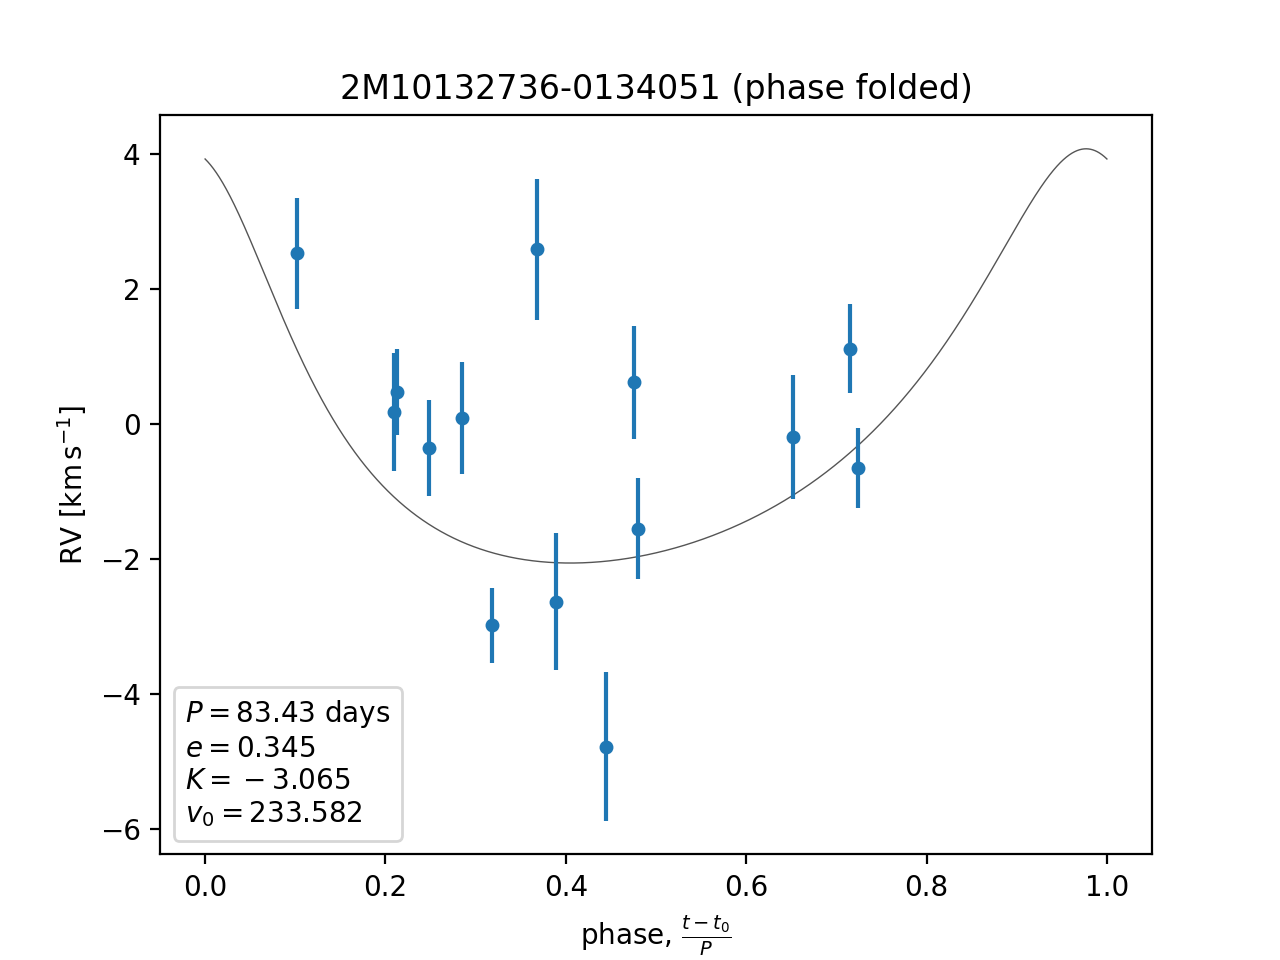 2M10132736-0134051 (phase folded)
RV [km s⁻¹]
4
2
0
−2
−4
−6
P = 83.43 days
e = 0.345
K = −3.065
v₀ = 233.582
0.0 0.2 0.4 0.6 0.8 1.0
phase, (t − t₀)/P